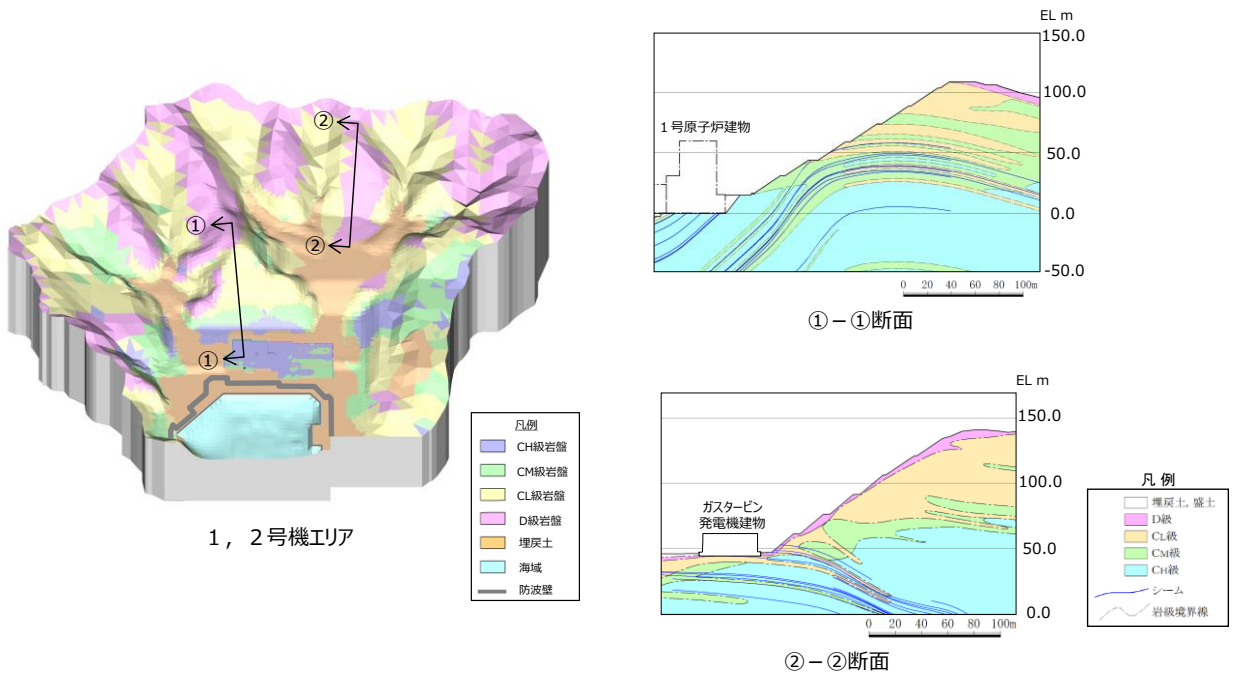 ②
①
②
①
凡例
CH級岩盤
CM級岩盤
CL級岩盤
D級岩盤
埋戻土
海域
防波壁
1,2号機エリア
EL m
150.0
100.0
50.0
0.0
-50.0
1号原子炉建物
0 20 40 60 80 100m
①-①断面
EL m
150.0
100.0
50.0
0.0
ガスタービン
発電機建物
0 20 40 60 80 100m
②-②断面
凡 例
埋戻土, 盛土
D級
CL級
CM級
CH級
シーム
岩級境界線